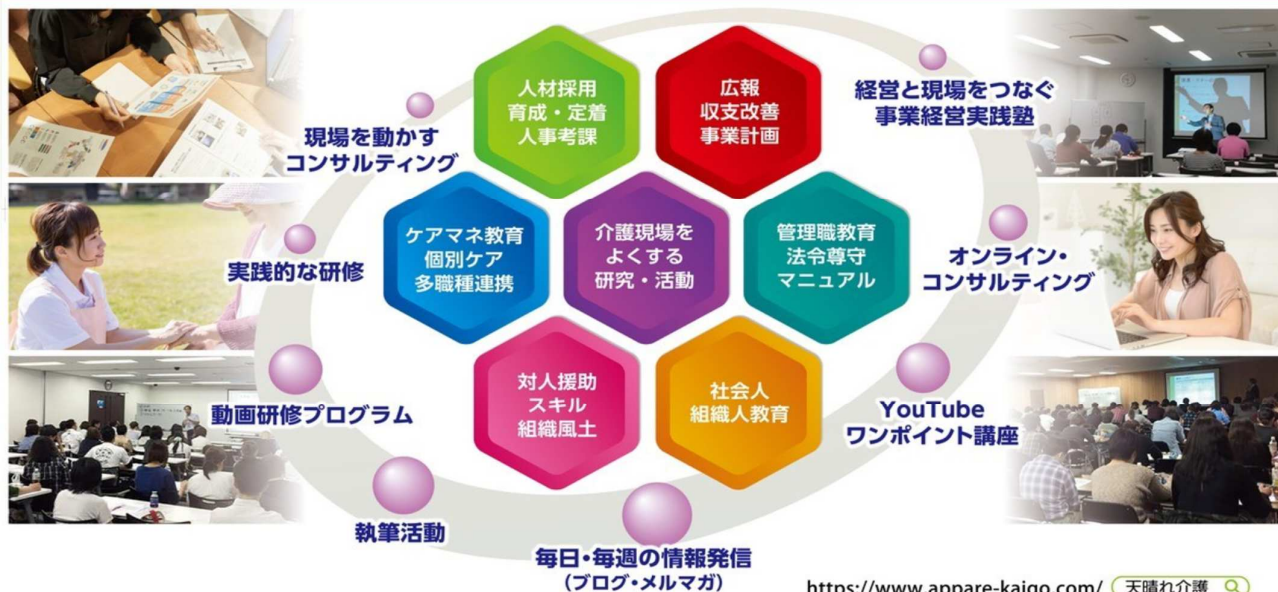 人材採用
育成・定着
人事考課
広報
収支改善
事業計画
経営と現場をつなぐ
事業経営実践塾
現場を動かす
コンサルティング
ケアマネ教育
個別ケア
多職種連携
介護現場を
よくする
研究・活動
管理職教育
法令尊守
マニュアル
実践的な研修
オンライン・
コンサルティング
対人援助
スキル
組織風土
社会人
組織人教育
動画研修プログラム
YouTube
ワンポイント講座
執筆活動
毎日・毎週の情報発信
（ブログ・メルマガ）
https://www.appare-kaigo.com/ 天晴れ介護